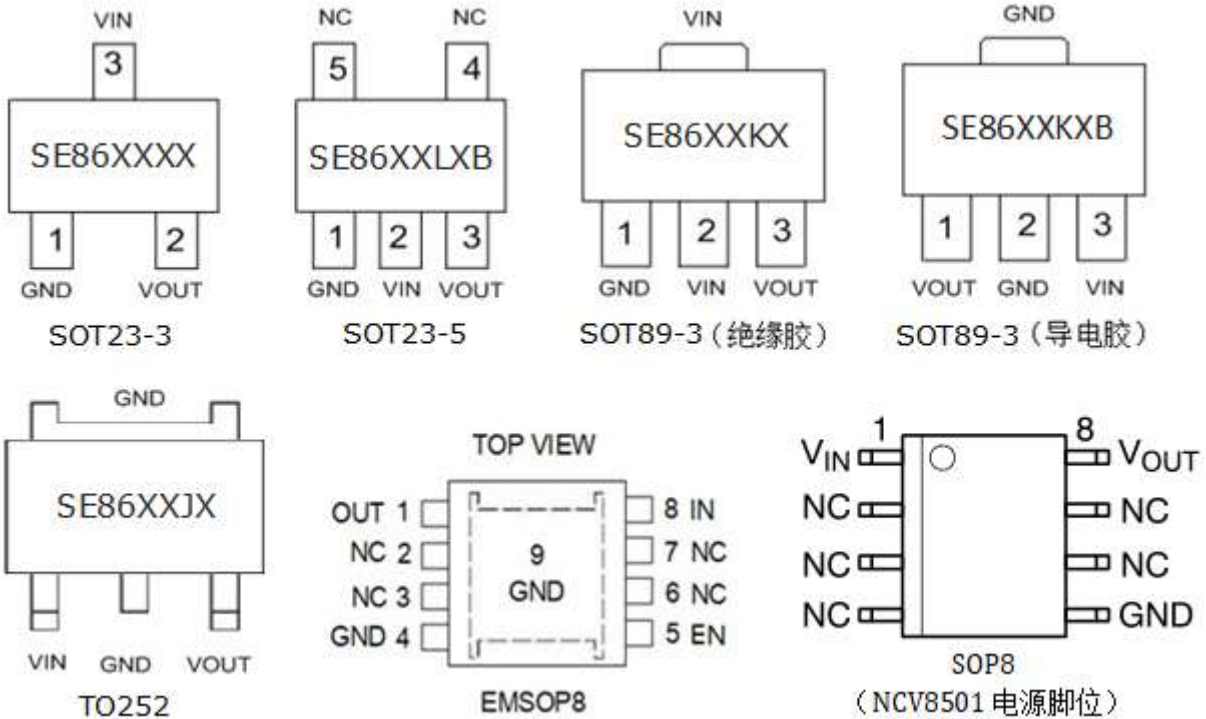 VIN
3
SE86XXXX
1 2
GND VOUT
SOT23-3
NC NC
5 4
SE86XXLXB
1 2 3
GND VIN VOUT
SOT23-5
VIN
SE86XXKX
1 2 3
GND VIN VOUT
SOT89-3（绝缘胶）
GND
SE86XXKXB
1 2 3
VOUT GND VIN
SOT89-3（导电胶）
GND
SE86XXJX
VIN GND VOUT
TO252
TOP VIEW
OUT 1 8 IN
NC 2 7 NC
9
NC 3 6 NC
GND
GND 4 5 EN
EMSOP8
1 8
VIN VOUT
NC NC
NC NC
NC GND
SOP8
（NCV8501 电源脚位）